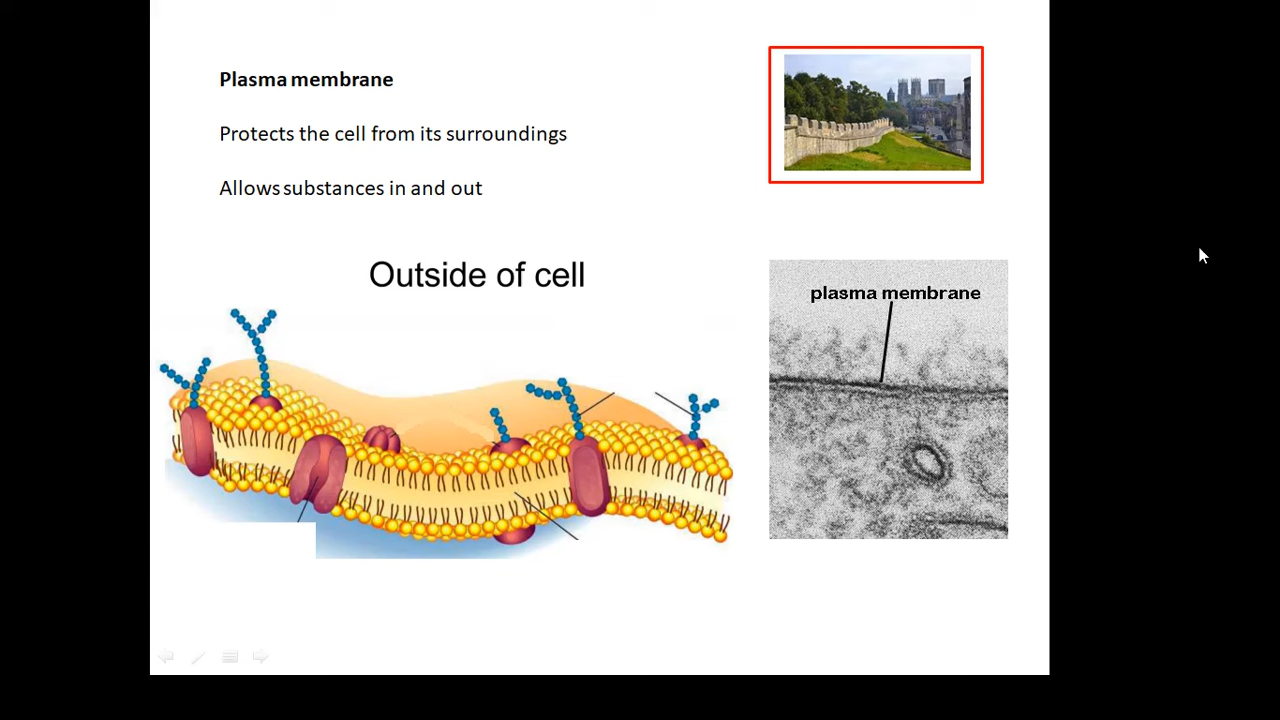 Plasma membrane
Protects the cell from its surroundings
Allows substances in and out
Outside of cell
plasma membrane